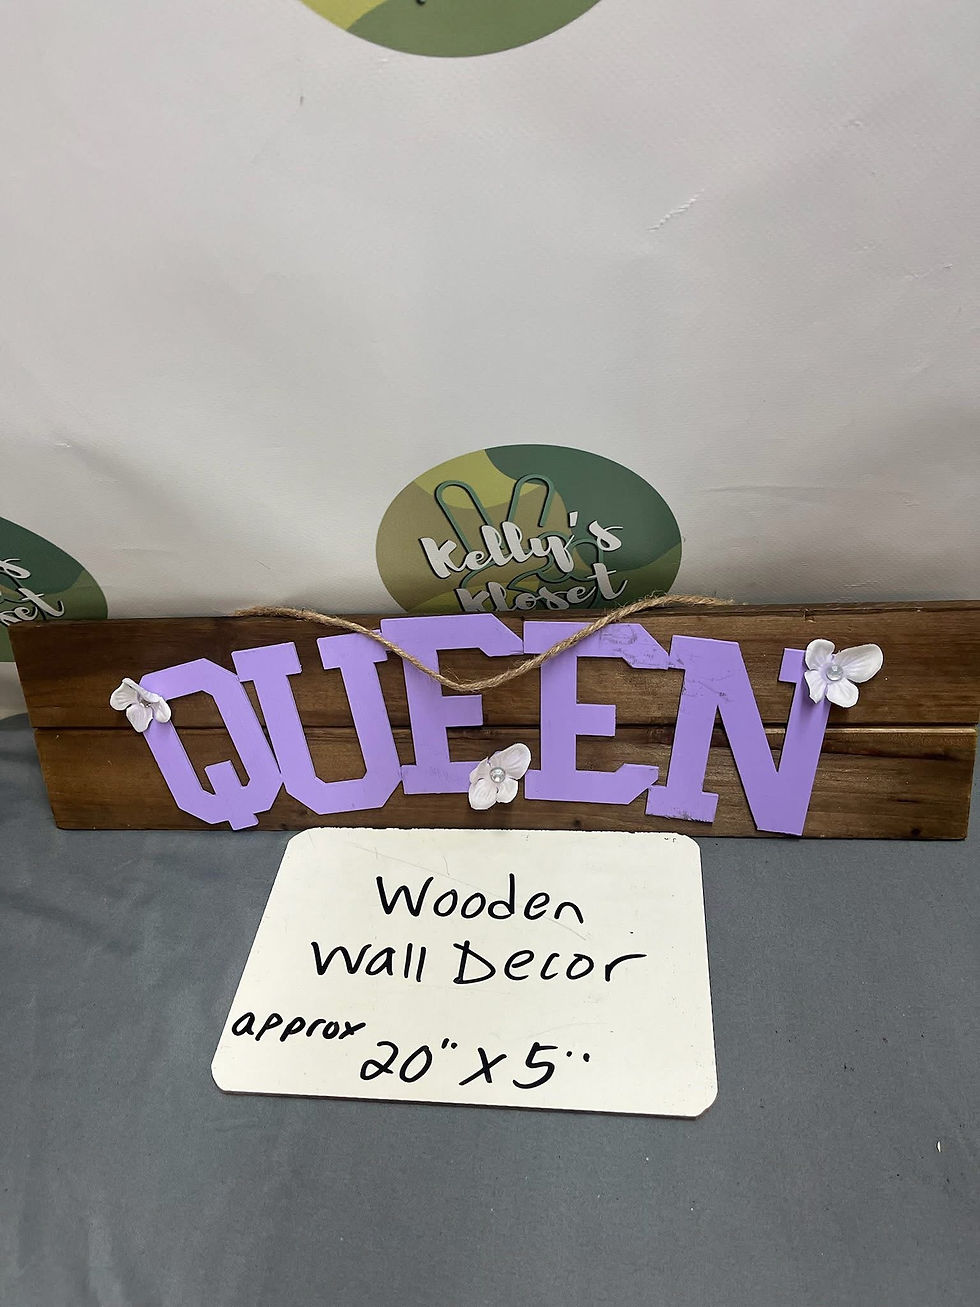 Kelly's
Kloset
QUEEN
Wooden
Wall Decor
approx
20" X 5"